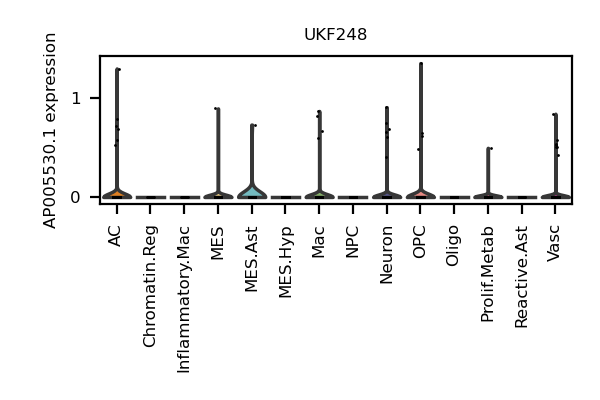 UKF248
AP005530.1 expression
1
0
AC
Chromatin.Reg
Inflammatory.Mac
MES
MES.Ast
MES.Hyp
Mac
NPC
Neuron
OPC
Oligo
Prolif.Metab
Reactive.Ast
Vasc